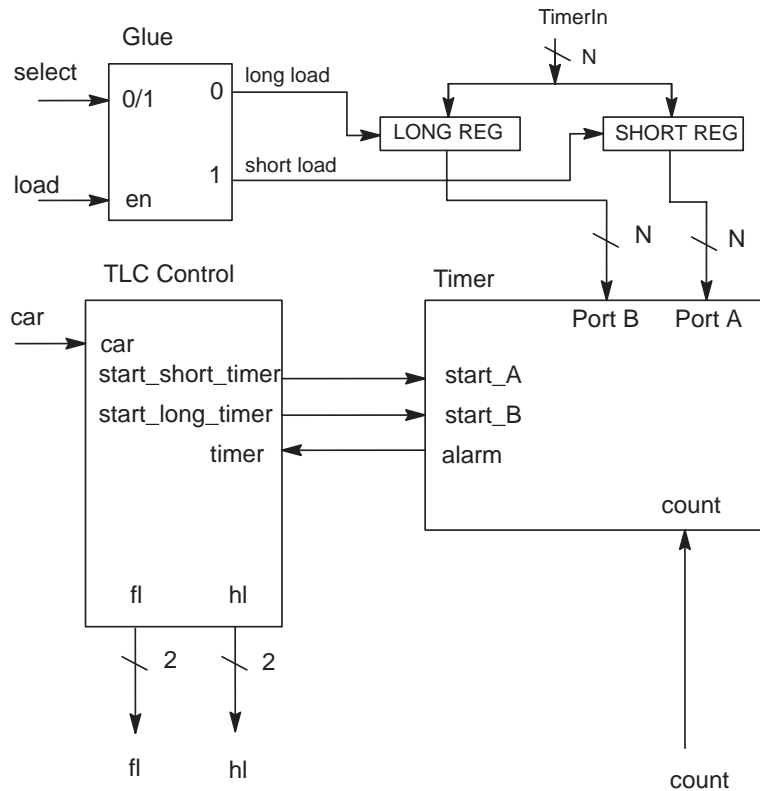 TimerIn
N
Glue
select
0/1
0
long load
LONG REG
SHORT REG
1
short load
load
en
N
N
TLC Control
Timer
Port B
Port A
car
car
start_short_timer
start_A
start_long_timer
start_B
timer
alarm
count
fl
hl
2
2
fl
hl
count